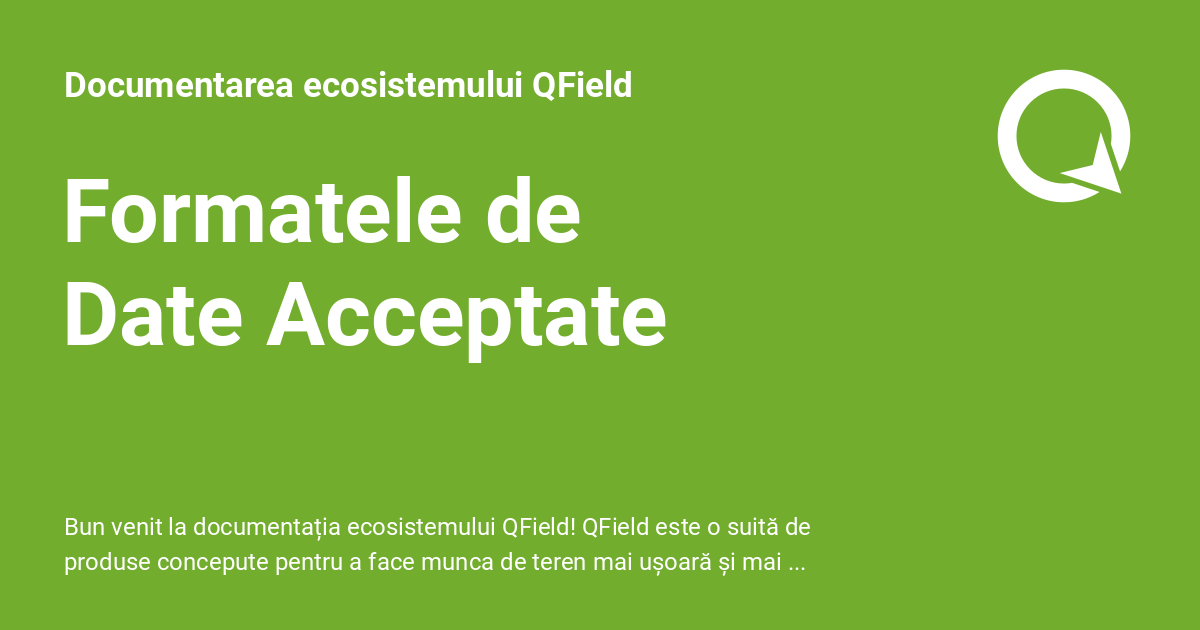 Documentarea ecosistemului QField
Formatele de
Date Acceptate
Bun venit la documentația ecosistemului QField! QField este o suită de
produse concepute pentru a face munca de teren mai ușoară și mai ...